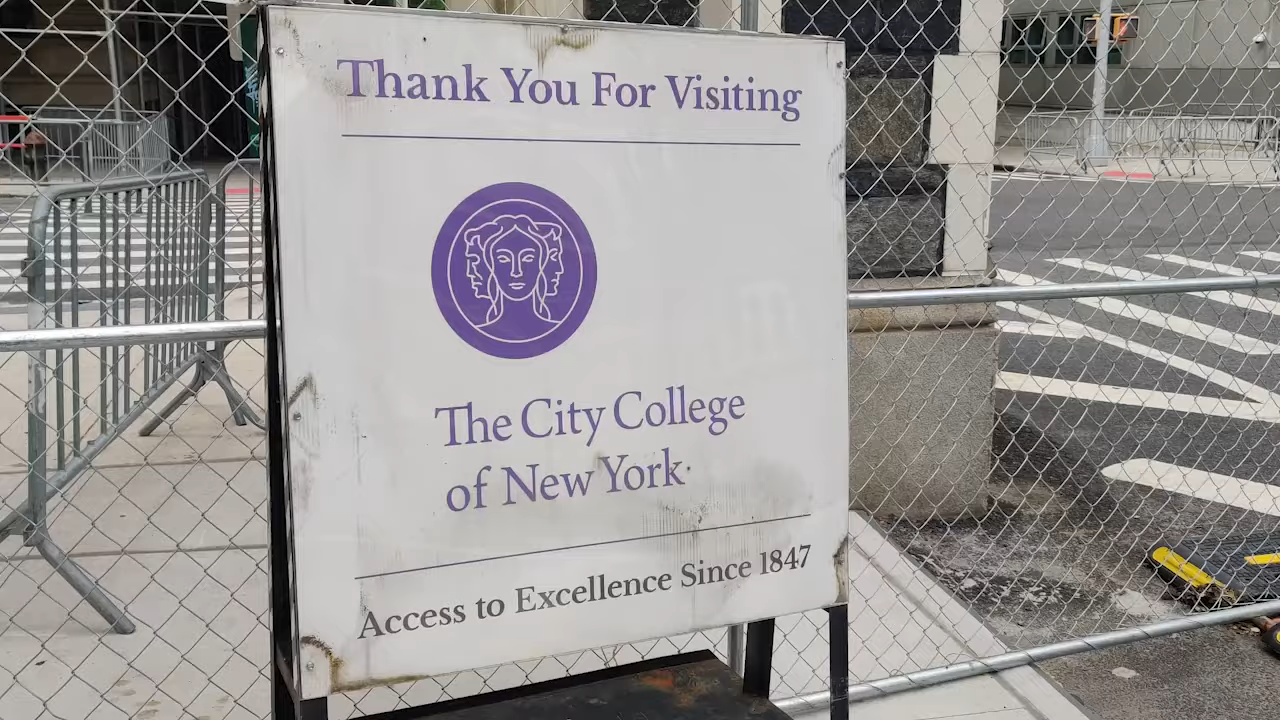 Thank You For Visiting
The City College
of New York
Access to Excellence Since 1847